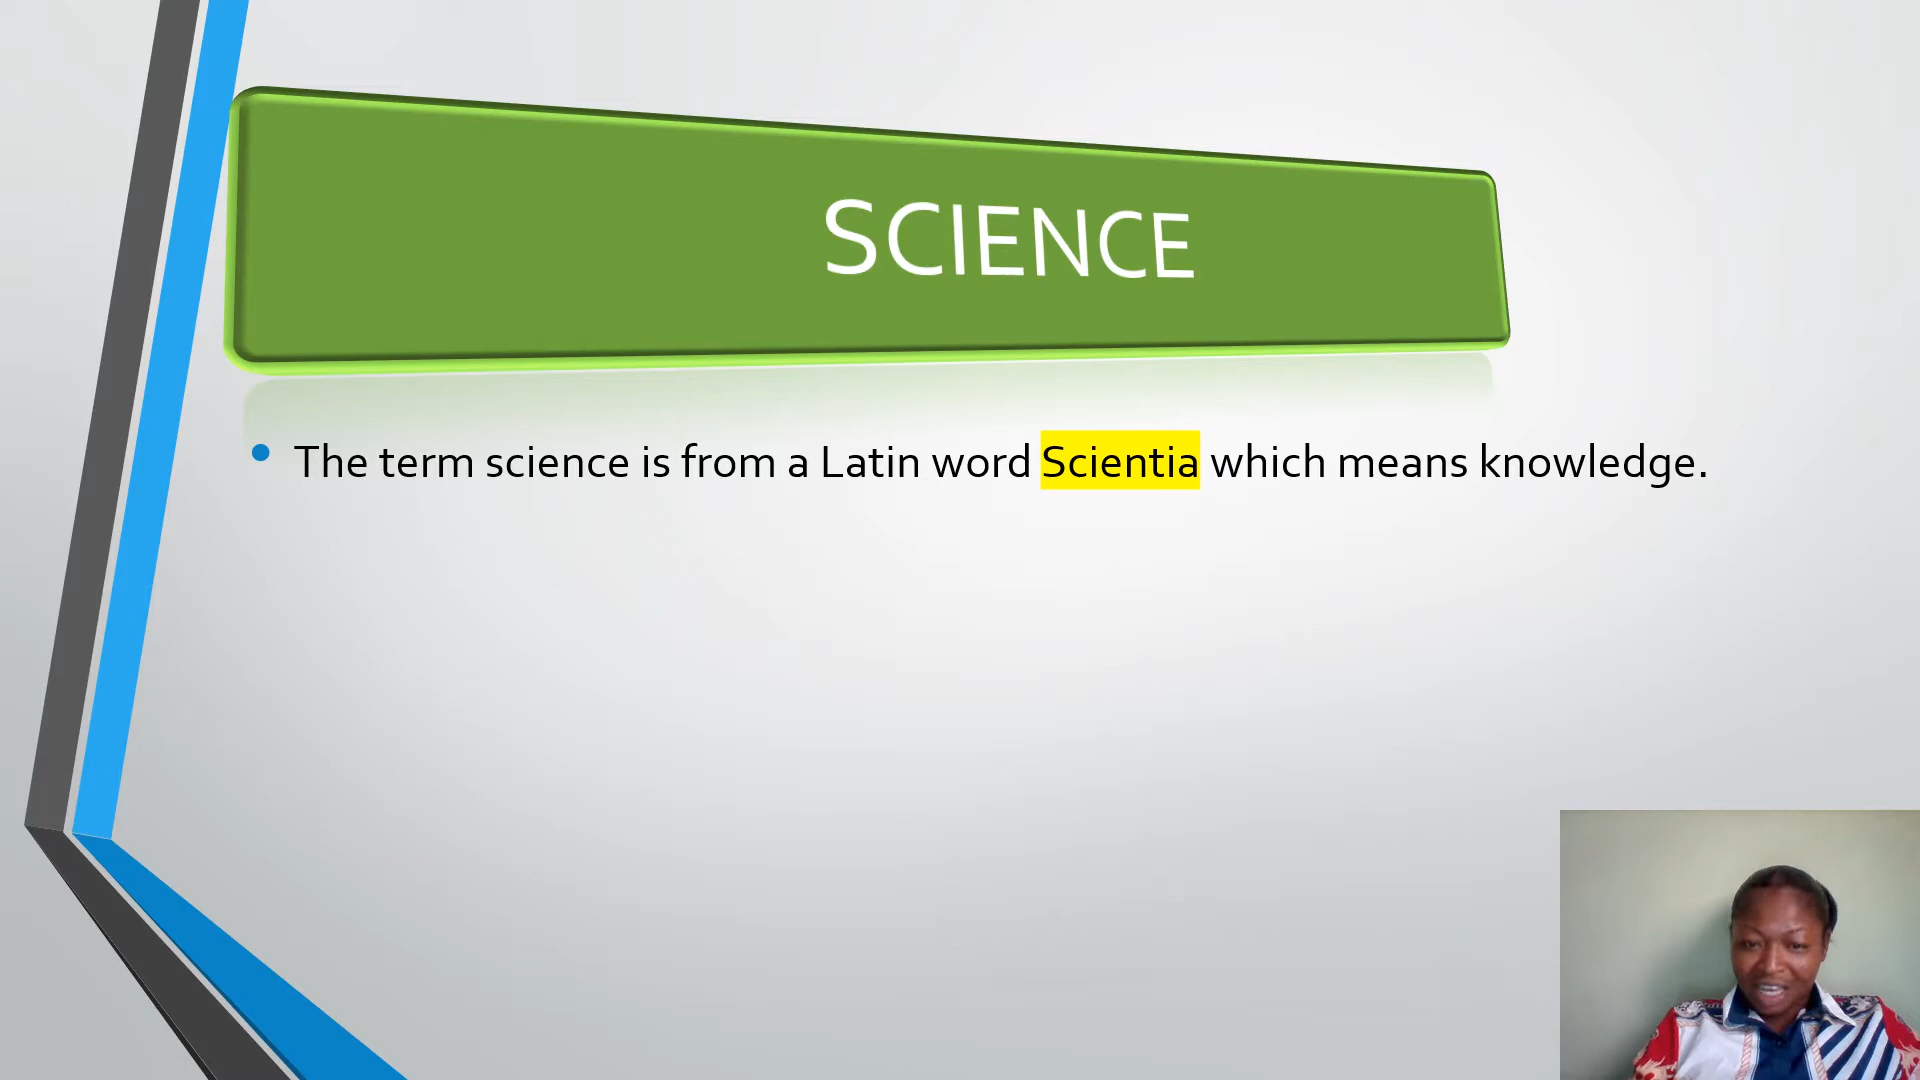 SCIENCE
The term science is from a Latin word Scientia which means knowledge.